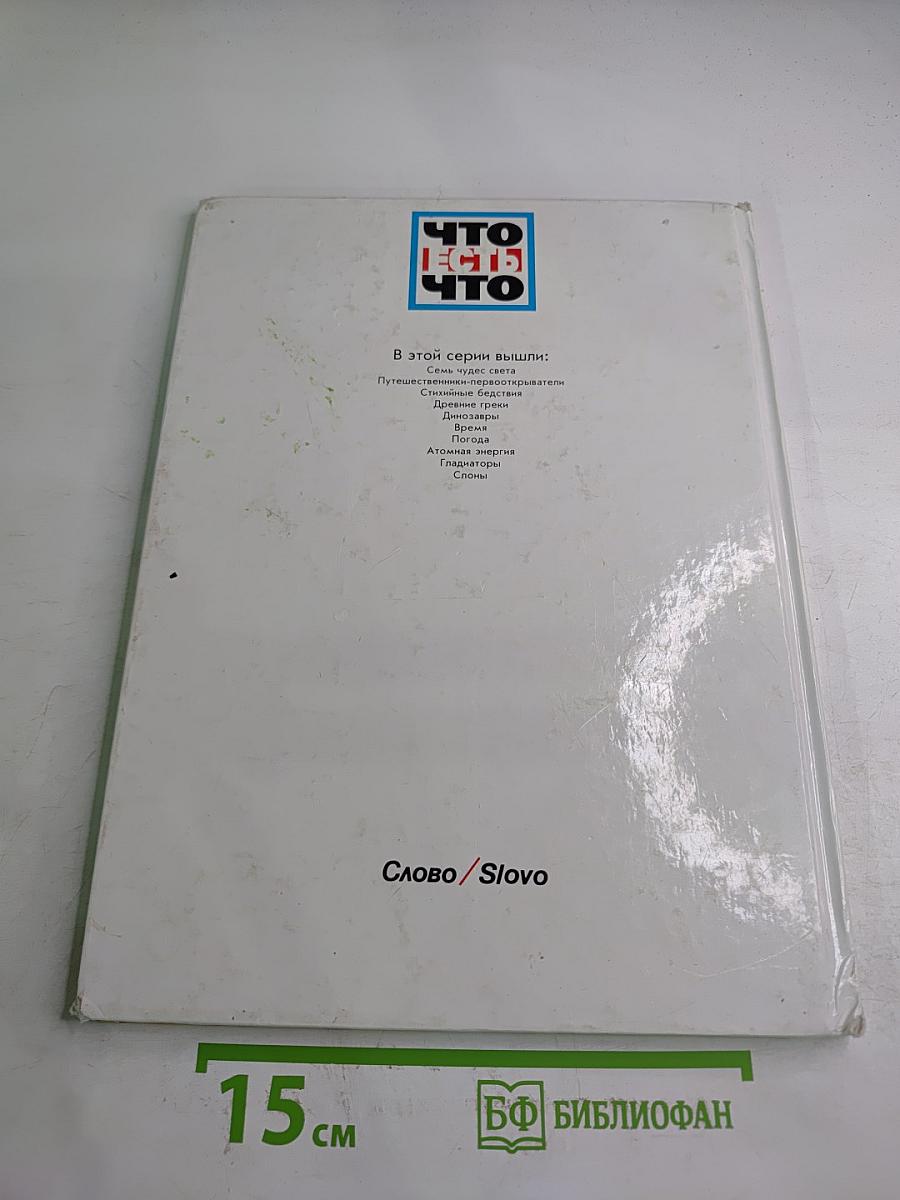 ЧТО
ЕСТЬ
ЧТО
В этой серии вышли:
Семь чудес света
Путешественники-первооткрыватели
Стихийные бедствия
Древние греки
Динозавры
Время
Погода
Атомная энергия
Гладиаторы
Слоны
Слово/Slovo
15 см
БФ БИБЛИОФАН